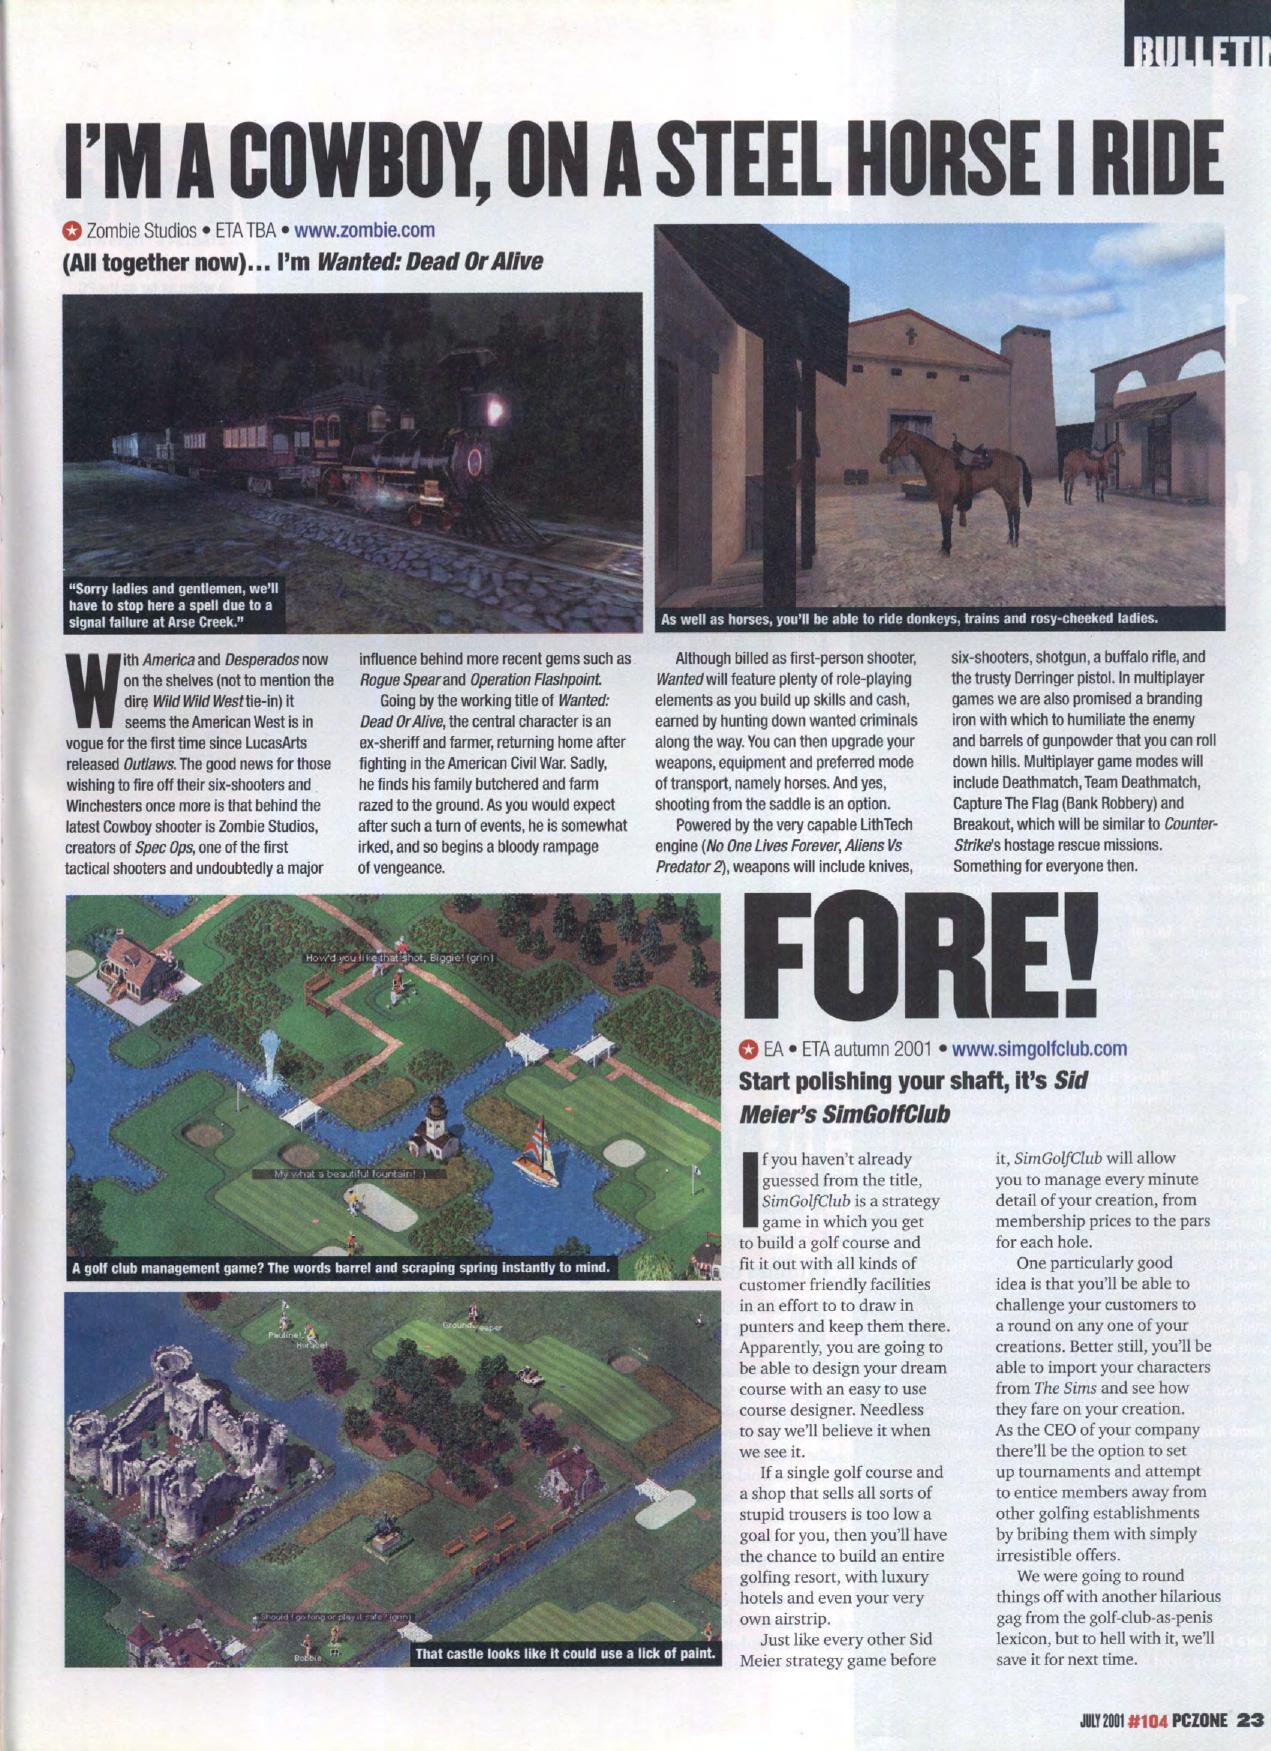 BULLETIN
I'M A COWBOY, ON A STEEL HORSE I RIDE
Zombie Studios • ETA TBA • www.zombie.com
(All together now)... I'm Wanted: Dead Or Alive
"Sorry ladies and gentlemen, we'll
have to stop here a spell due to a
signal failure at Arse Creek."
As well as horses, you'll be able to ride donkeys, trains and rosy-cheeked ladies.
With America and Desperados now
on the shelves (not to mention the
dire Wild Wild West tie-in) it
seems the American West is in
vogue for the first time since LucasArts
released Outlaws. The good news for those
wishing to fire off their six-shooters and
Winchesters once more is that behind the
latest Cowboy shooter is Zombie Studios,
creators of Spec Ops, one of the first
tactical shooters and undoubtedly a major
influence behind more recent gems such as
Rogue Spear and Operation Flashpoint.
Going by the working title of Wanted:
Dead Or Alive, the central character is an
ex-sheriff and farmer, returning home after
fighting in the American Civil War. Sadly,
he finds his family butchered and farm
razed to the ground. As you would expect
after such a turn of events, he is somewhat
irked, and so begins a bloody rampage
of vengeance.
Although billed as first-person shooter,
Wanted will feature plenty of role-playing
elements as you build up skills and cash,
earned by hunting down wanted criminals
along the way. You can then upgrade your
weapons, equipment and preferred mode
of transport, namely horses. And yes,
shooting from the saddle is an option.
Powered by the very capable LithTech
engine (No One Lives Forever, Aliens Vs
Predator 2), weapons will include knives,
six-shooters, shotgun, a buffalo rifle, and
the trusty Derringer pistol. In multiplayer
games we are also promised a branding
iron with which to humiliate the enemy
and barrels of gunpowder that you can roll
down hills. Multiplayer game modes will
include Deathmatch, Team Deathmatch,
Capture The Flag (Bank Robbery) and
Breakout, which will be similar to Counter-
Strike's hostage rescue missions.
Something for everyone then.
How'd you like that shot, Biggie! (grin)
My what a beautiful fountain! :)
A golf club management game? The words barrel and scraping spring instantly to mind.
Pauline!
Horace!
Groundskeeper
Should I go long or play it safe? (grin)
Bobbie
That castle looks like it could use a lick of paint.
FORE!
EA • ETA autumn 2001 • www.simgolfclub.com
Start polishing your shaft, it's Sid
Meier's SimGolfClub
If you haven't already
guessed from the title,
SimGolfClub is a strategy
game in which you get
to build a golf course and
fit it out with all kinds of
customer friendly facilities
in an effort to to draw in
punters and keep them there.
Apparently, you are going to
be able to design your dream
course with an easy to use
course designer. Needless
to say we'll believe it when
we see it.
If a single golf course and
a shop that sells all sorts of
stupid trousers is too low a
goal for you, then you'll have
the chance to build an entire
golfing resort, with luxury
hotels and even your very
own airstrip.
Just like every other Sid
Meier strategy game before
it, SimGolfClub will allow
you to manage every minute
detail of your creation, from
membership prices to the pars
for each hole.
One particularly good
idea is that you'll be able to
challenge your customers to
a round on any one of your
creations. Better still, you'll be
able to import your characters
from The Sims and see how
they fare on your creation.
As the CEO of your company
there'll be the option to set
up tournaments and attempt
to entice members away from
other golfing establishments
by bribing them with simply
irresistible offers.
We were going to round
things off with another hilarious
gag from the golf-club-as-penis
lexicon, but to hell with it, we'll
save it for next time.
JULY 2001 #104 PCZONE 23